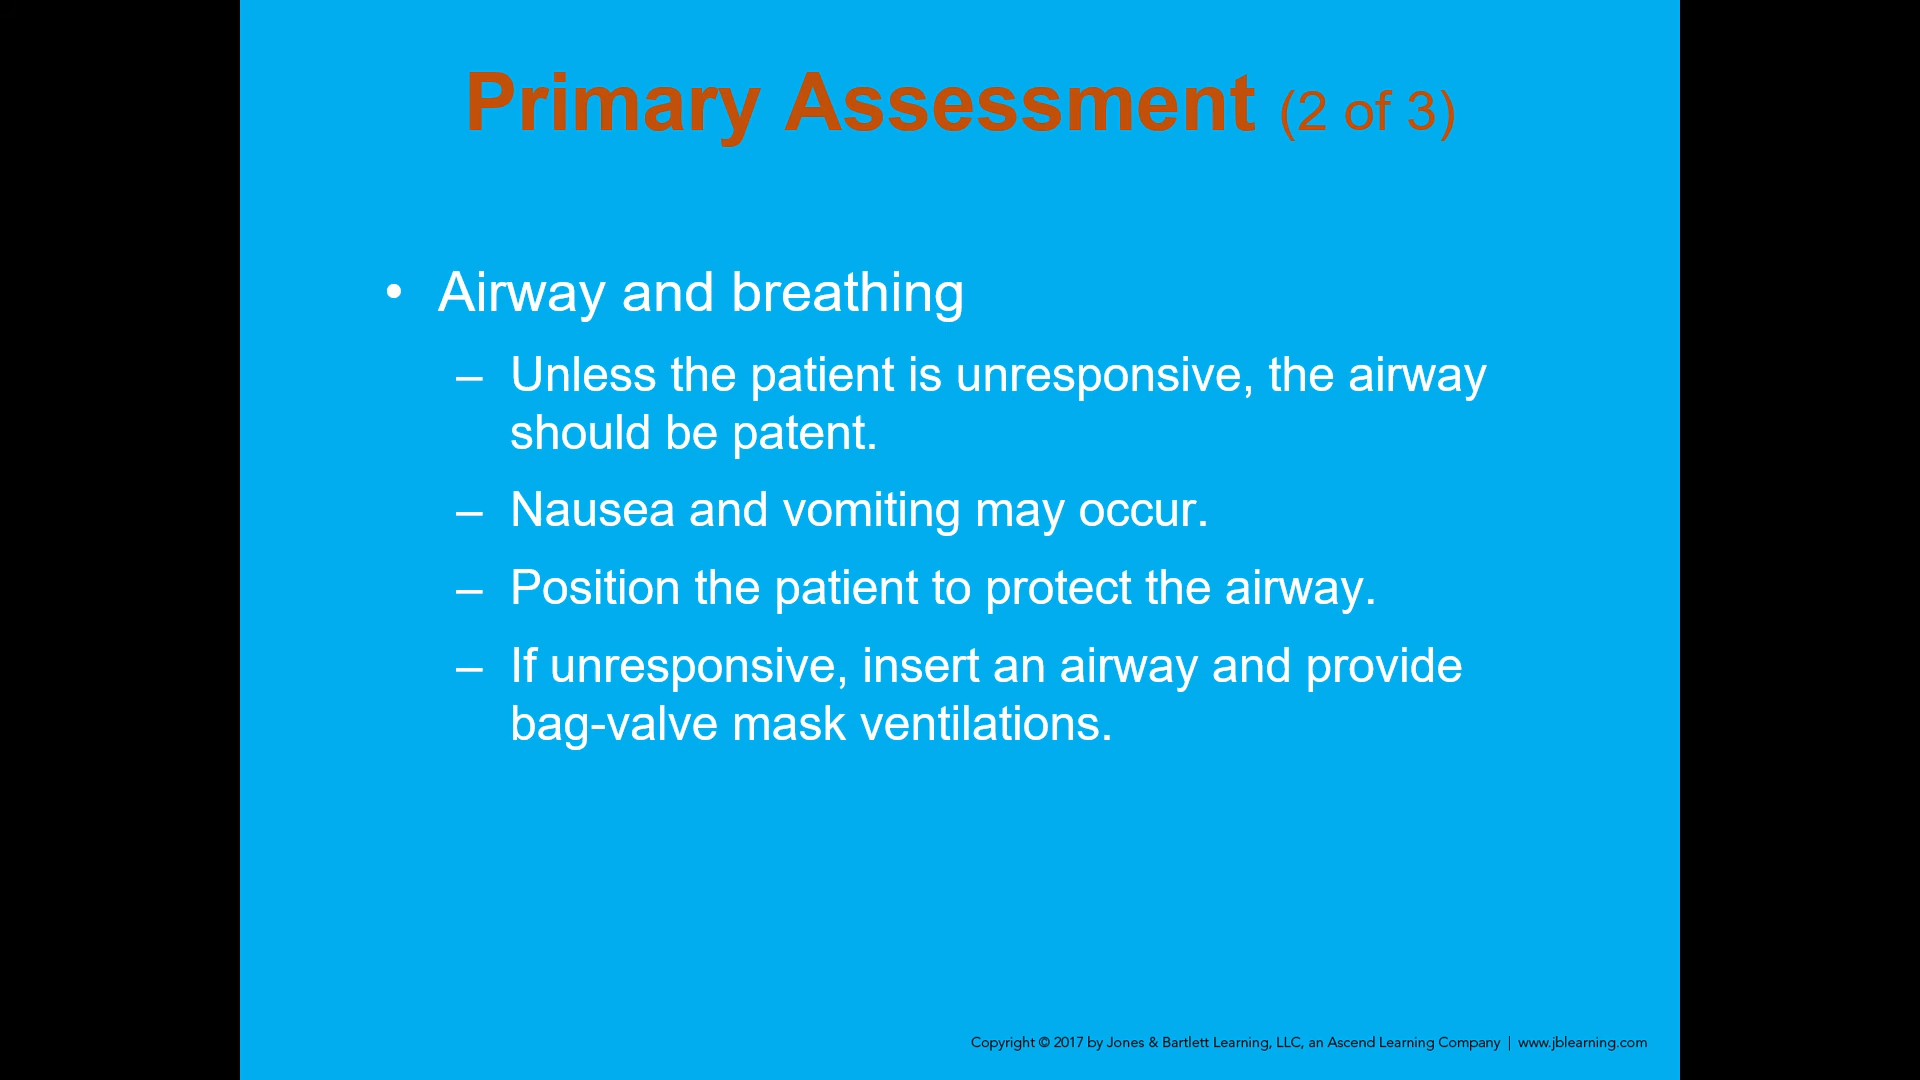 Primary Assessment (2 of 3)
• Airway and breathing
– Unless the patient is unresponsive, the airway
should be patent.
– Nausea and vomiting may occur.
– Position the patient to protect the airway.
– If unresponsive, insert an airway and provide
bag-valve mask ventilations.
Copyright © 2017 by Jones & Bartlett Learning, LLC, an Ascend Learning Company | www.jblearning.com